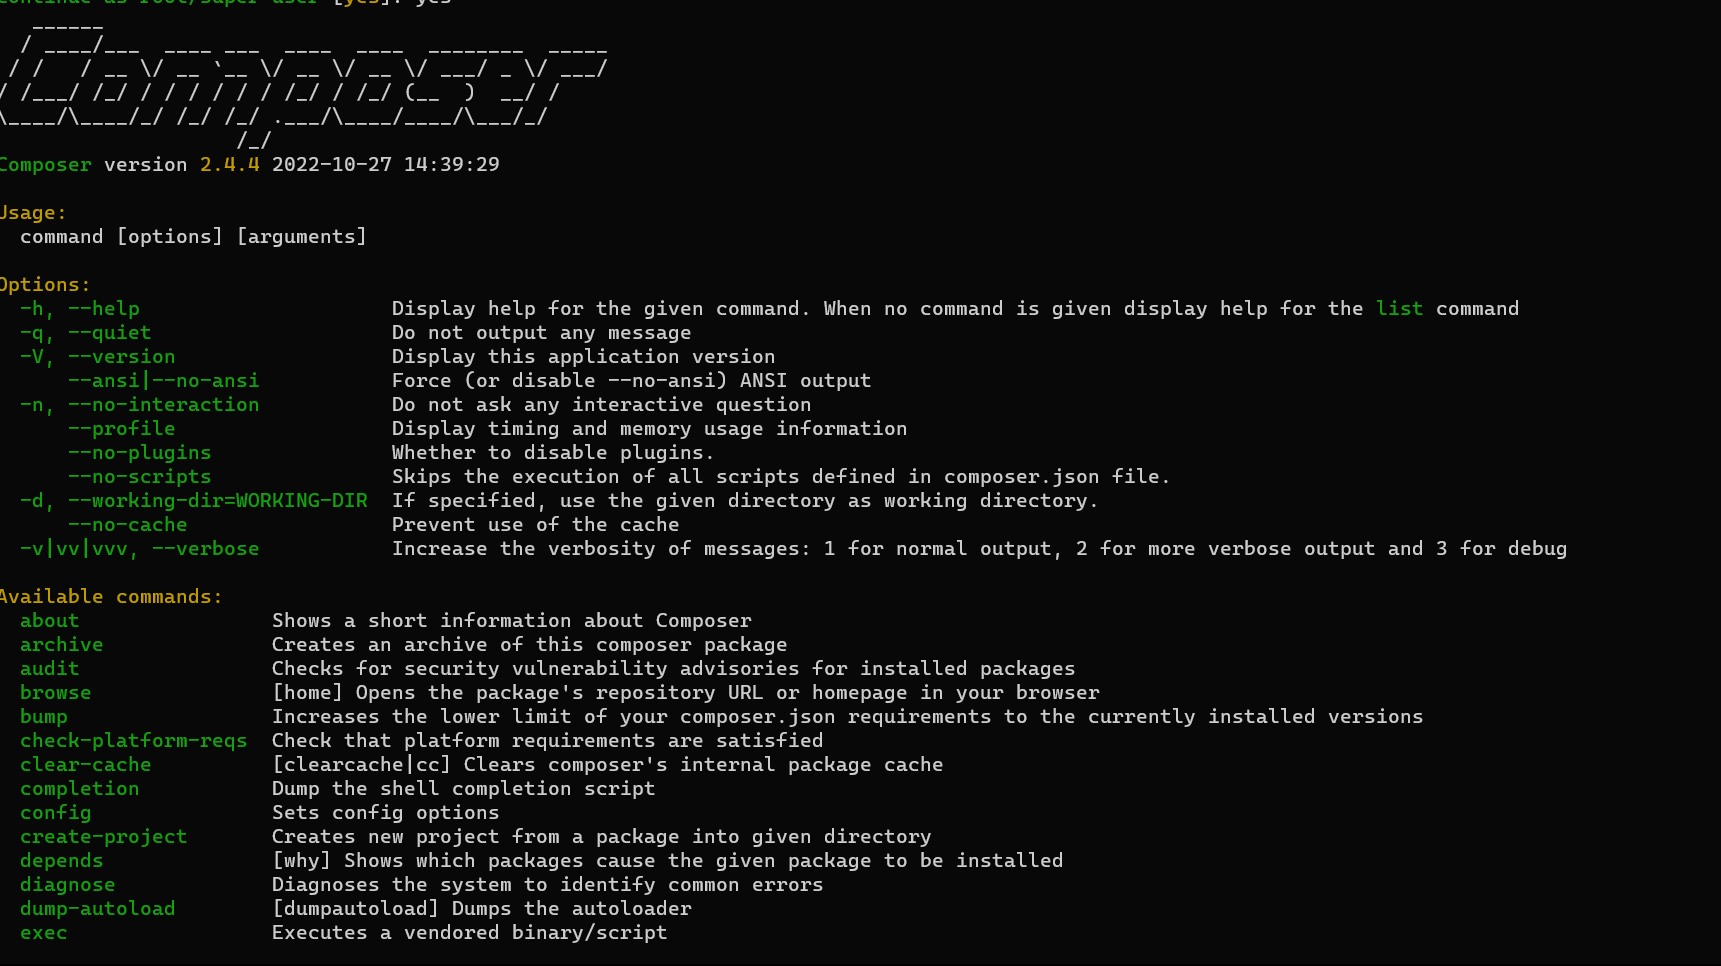 Continue as root/super user [yes]? yes
   ______
  / ____/___  ____ ___  ____  ____  ________  _____
 / /   / __ \/ __ `__ \/ __ \/ __ \/ ___/ _ \/ ___/
/ /___/ /_/ / / / / / / /_/ / /_/ (__  )  __/ /
\____/\____/_/ /_/ /_/ .___/\____/____/\___/_/
                    /_/
Composer version 2.4.4 2022-10-27 14:39:29
Usage:
  command [options] [arguments]
Options:
  -h, --help                     Display help for the given command. When no command is given display help for the list command
  -q, --quiet                    Do not output any message
  -V, --version                  Display this application version
      --ansi|--no-ansi           Force (or disable --no-ansi) ANSI output
  -n, --no-interaction           Do not ask any interactive question
      --profile                  Display timing and memory usage information
      --no-plugins               Whether to disable plugins.
      --no-scripts               Skips the execution of all scripts defined in composer.json file.
  -d, --working-dir=WORKING-DIR  If specified, use the given directory as working directory.
      --no-cache                 Prevent use of the cache
  -v|vv|vvv, --verbose           Increase the verbosity of messages: 1 for normal output, 2 for more verbose output and 3 for debug
Available commands:
  about                Shows a short information about Composer
  archive              Creates an archive of this composer package
  audit                Checks for security vulnerability advisories for installed packages
  browse               [home] Opens the package's repository URL or homepage in your browser
  bump                 Increases the lower limit of your composer.json requirements to the currently installed versions
  check-platform-reqs  Check that platform requirements are satisfied
  clear-cache          [clearcache|cc] Clears composer's internal package cache
  completion           Dump the shell completion script
  config               Sets config options
  create-project       Creates new project from a package into given directory
  depends              [why] Shows which packages cause the given package to be installed
  diagnose             Diagnoses the system to identify common errors
  dump-autoload        [dumpautoload] Dumps the autoloader
  exec                 Executes a vendored binary/script